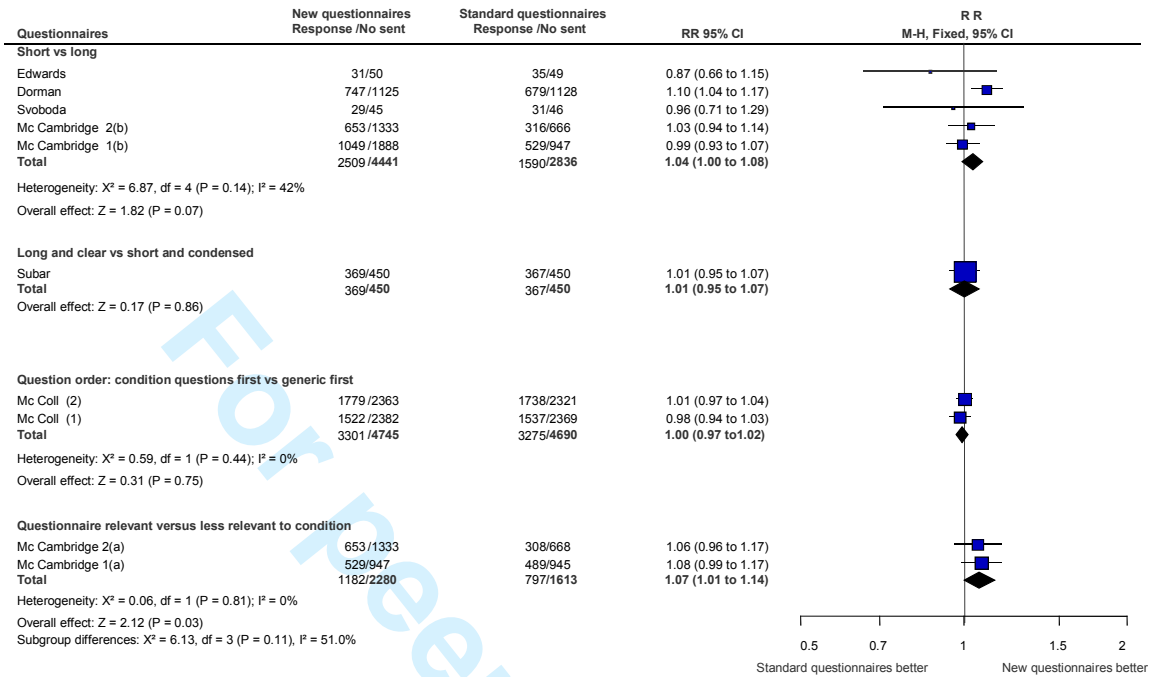 New questionnaires Standard questionnaires R R
Questionnaires Response /No sent Response /No sent RR 95% CI M-H, Fixed, 95% CI
Short vs long
Edwards 31/50 35/49 0.87 (0.66 to 1.15)
Dorman 747/1125 679/1128 1.10 (1.04 to 1.17)
Svoboda 29/45 31/46 0.96 (0.71 to 1.29)
Mc Cambridge 2(b) 653/1333 316/666 1.03 (0.94 to 1.14)
Mc Cambridge 1(b) 1049/1888 529/947 0.99 (0.93 to 1.07)
Total 2509/4441 1590/2836 1.04 (1.00 to 1.08)
Heterogeneity: X² = 6.87, df = 4 (P = 0.14); I² = 42%
Overall effect: Z = 1.82 (P = 0.07)
Long and clear vs short and condensed
Subar 369/450 367/450 1.01 (0.95 to 1.07)
Total 369/450 367/450 1.01 (0.95 to 1.07)
Overall effect: Z = 0.17 (P = 0.86)
Question order: condition questions first vs generic first
Mc Coll (2) 1779/2363 1738/2321 1.01 (0.97 to 1.04)
Mc Coll (1) 1522/2382 1537/2369 0.98 (0.94 to 1.03)
Total 3301/4745 3275/4690 1.00 (0.97 to1.02)
Heterogeneity: X² = 0.59, df = 1 (P = 0.44); I² = 0%
Overall effect: Z = 0.31 (P = 0.75)
Questionnaire relevant versus less relevant to condition
Mc Cambridge 2(a) 653/1333 308/668 1.06 (0.96 to 1.17)
Mc Cambridge 1(a) 529/947 489/945 1.08 (0.99 to 1.17)
Total 1182/2280 797/1613 1.07 (1.01 to 1.14)
Heterogeneity: X² = 0.06, df = 1 (P = 0.81); I² = 0%
Overall effect: Z = 2.12 (P = 0.03)
Subgroup differences: X² = 6.13, df = 3 (P = 0.11), I² = 51.0%
0.5 0.7 1 1.5 2
Standard questionnaires better New questionnaires better
For peer